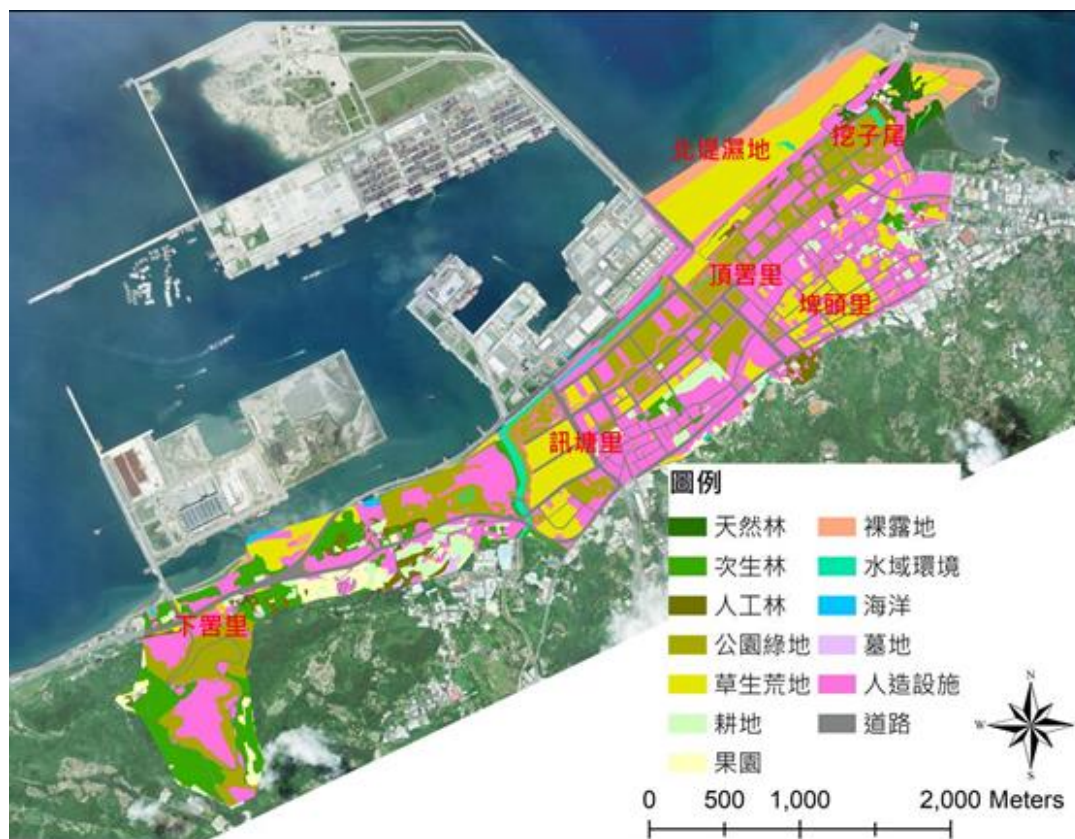 北堤濕地
挖子尾
頂罟里
埤頭里
訊塘里
下罟里
圖例
天然林
次生林
人工林
公園綠地
草生荒地
耕地
果園
裸露地
水域環境
海洋
墓地
人造設施
道路
N
W
E
S
0 500 1,000 2,000 Meters